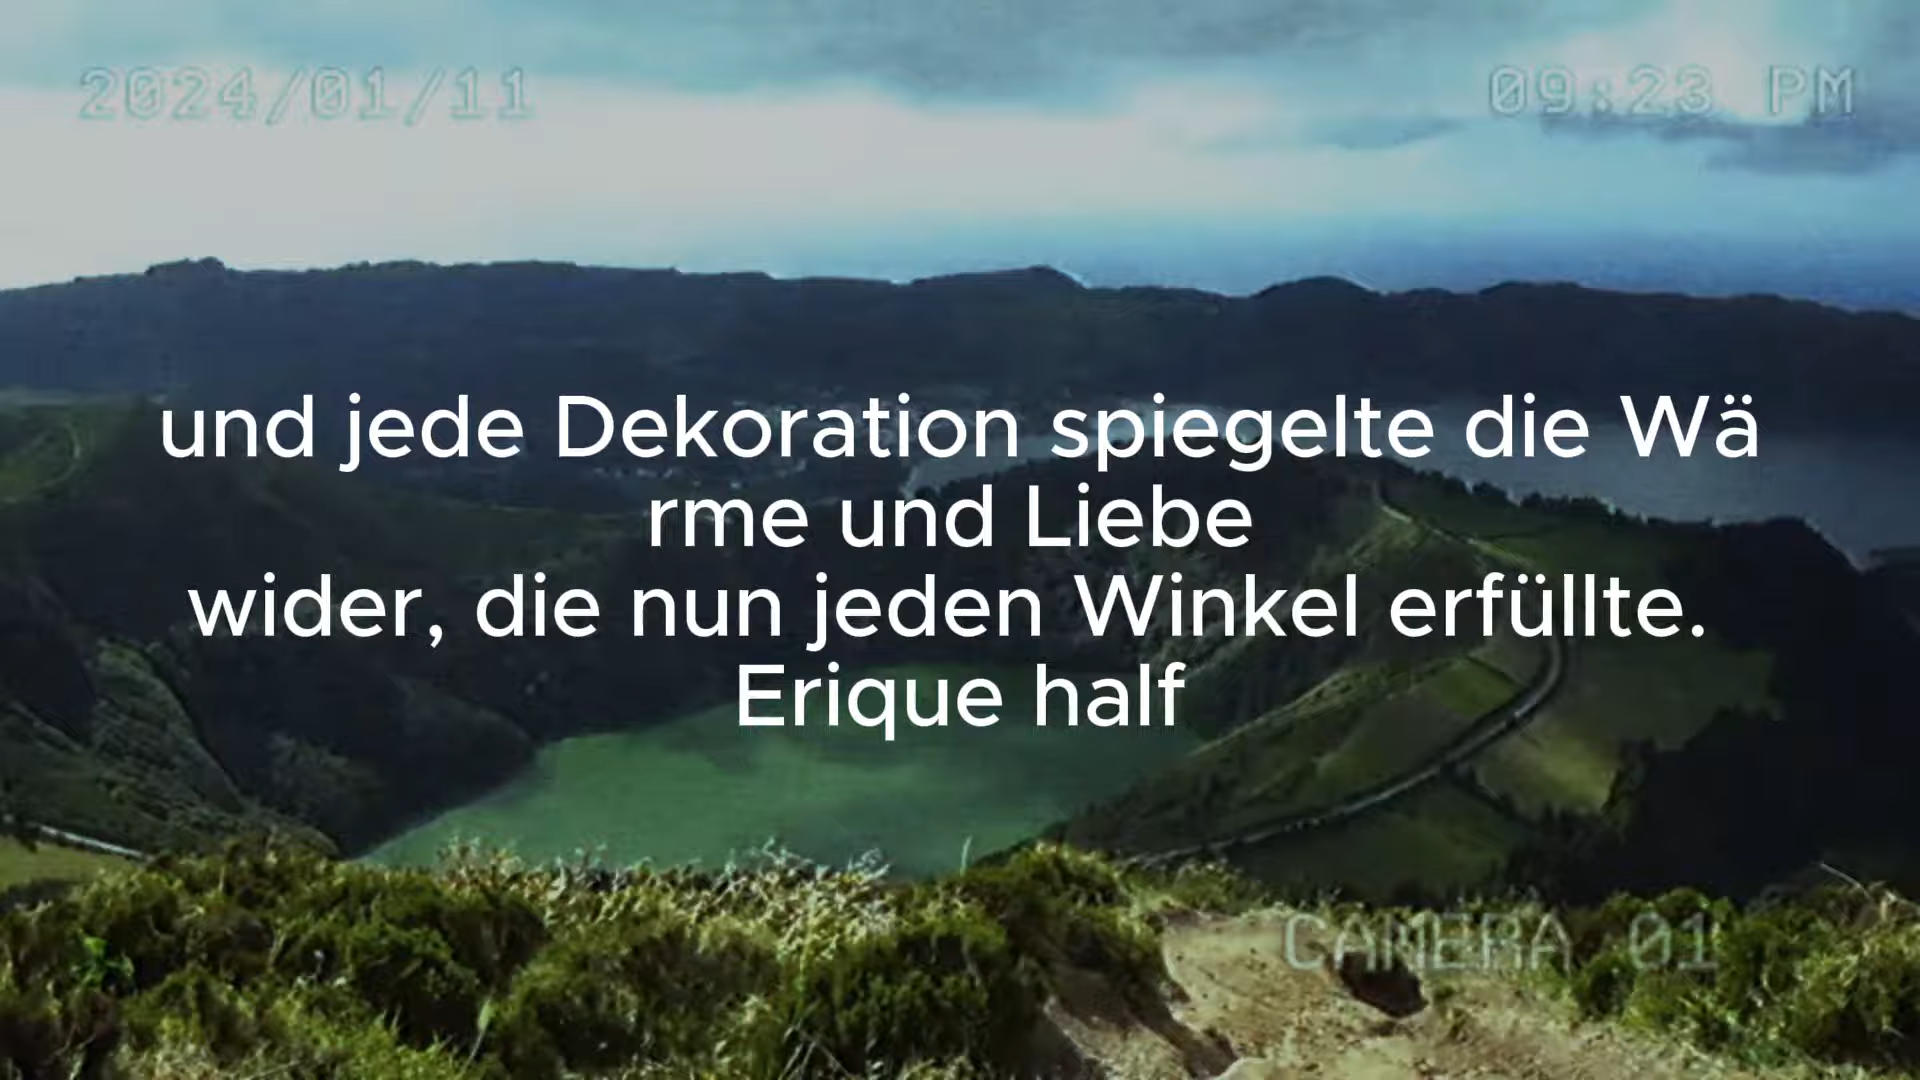 2024/01/11
09:23 PM
und jede Dekoration spiegelte die Wä
rme und Liebe
wider, die nun jeden Winkel erfüllte.
Erique half
CAMERA 01